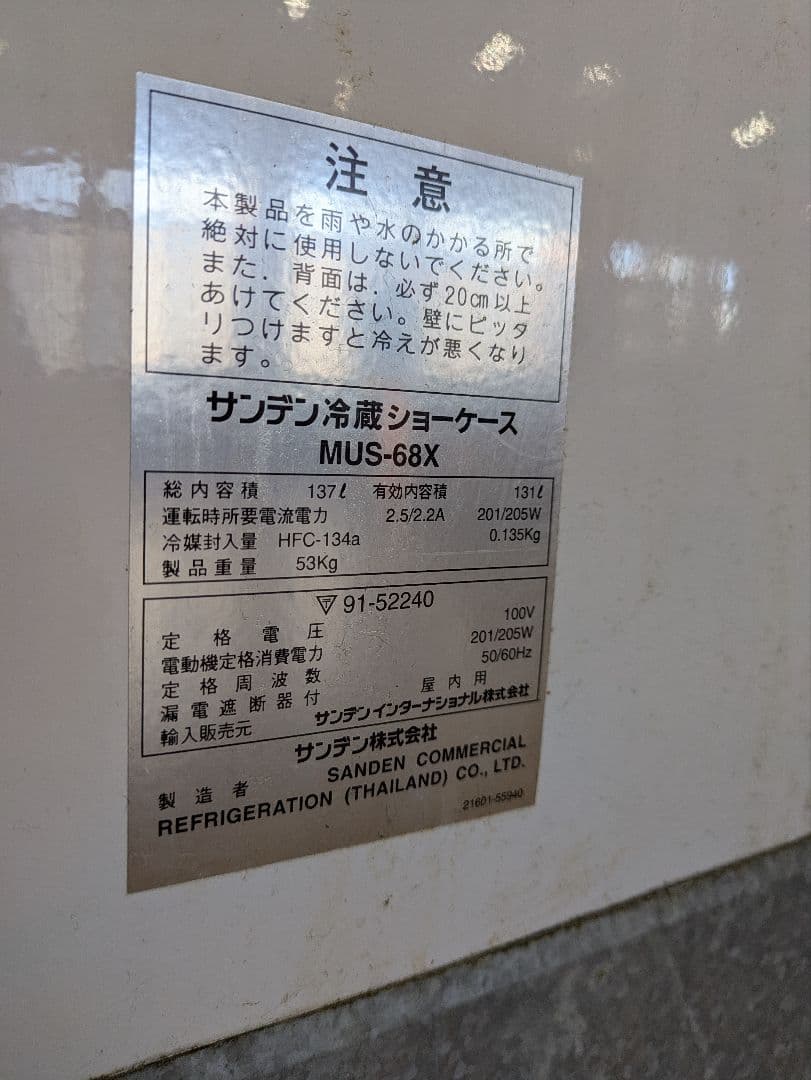 注意
本製品を雨や水のかかる所で
絶対に使用しないでください。
また．背面は．必ず20cm以上
あけてください。壁にピッタ
リつけますと冷えが悪くなり
ます。
サンデン冷蔵ショーケース
MUS-68X
総内容積 137ℓ 有効内容積 131ℓ
運転時所要電流電力 2.5/2.2A 201/205W
冷媒封入量 HFC-134a 0.135Kg
製品重量 53Kg
91-52240
定格電圧 100V
電動機定格消費電力 201/205W
定格周波数 50/60Hz
漏電遮断器付 屋内用
輸入販売元 サンデンインターナショナル株式会社
サンデン株式会社
製造者 SANDEN COMMERCIAL
REFRIGERATION (THAILAND) CO., LTD.
21601-55940